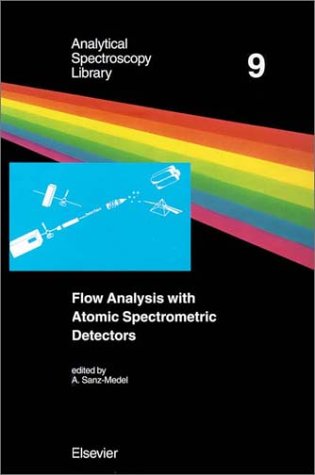 Analytical
Spectroscopy
Library
9
Flow Analysis with
Atomic Spectrometric
Detectors
edited by
A. Sanz-Medel
Elsevier